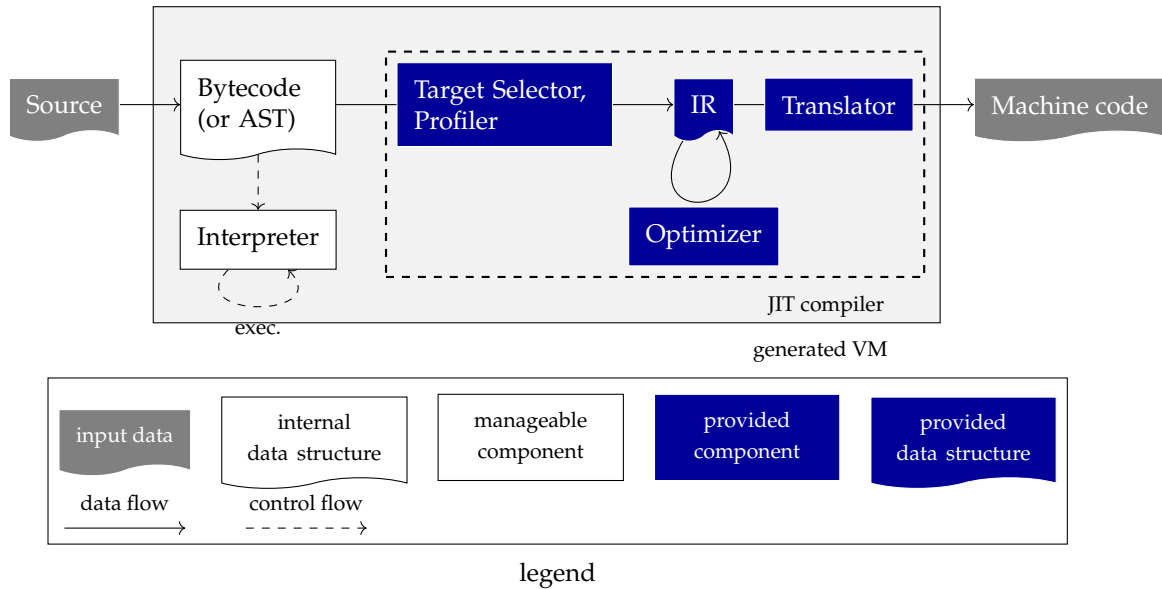 Source
Bytecode
(or AST)
Target Selector,
Profiler
IR
Translator
Machine code
Interpreter
Optimizer
exec.
JIT compiler
generated VM
input data
internal
data structure
manageable
component
provided
component
provided
data structure
data flow
control flow
legend